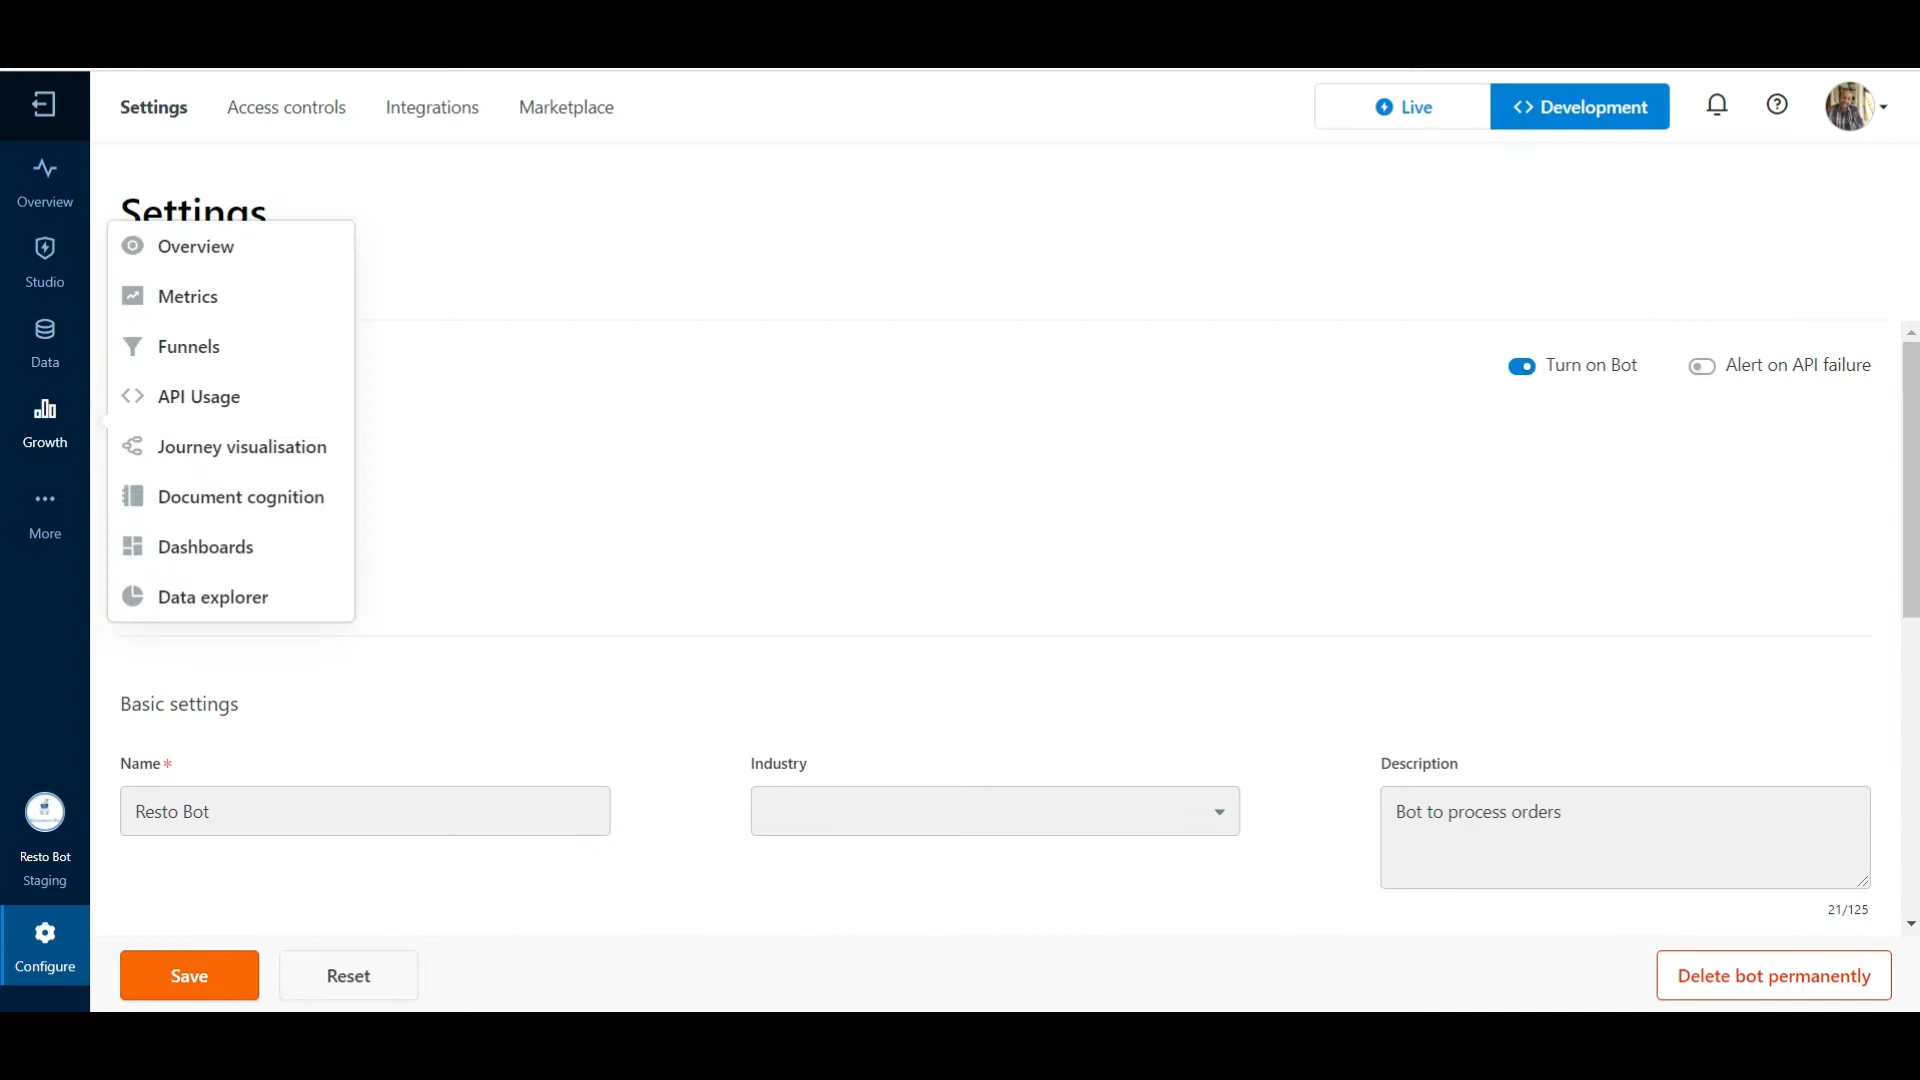 Settings
Access controls
Integrations
Marketplace
Live
<> Development
Overview
Studio
Data
Growth
More
Resto Bot
Staging
Configure
Settings
Overview
Metrics
Funnels
API Usage
Journey visualisation
Document cognition
Dashboards
Data explorer
Turn on Bot
Alert on API failure
Basic settings
Name*
Resto Bot
Industry
Description
Bot to process orders
21/125
Save
Reset
Delete bot permanently